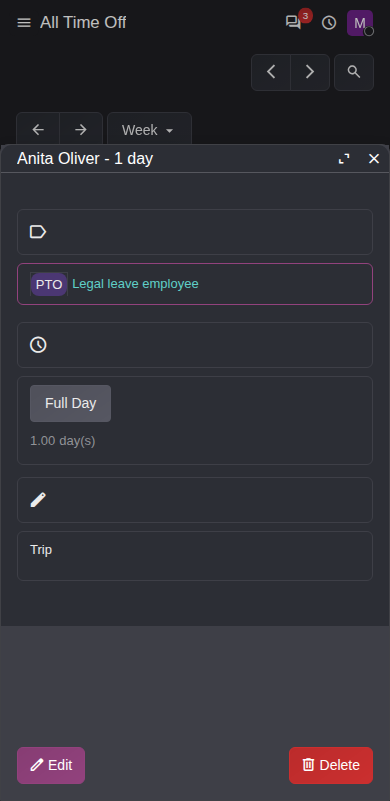 All Time Off
3
M
Week
Anita Oliver - 1 day
PTO Legal leave employee
Full Day
1.00 day(s)
Trip
Edit
Delete